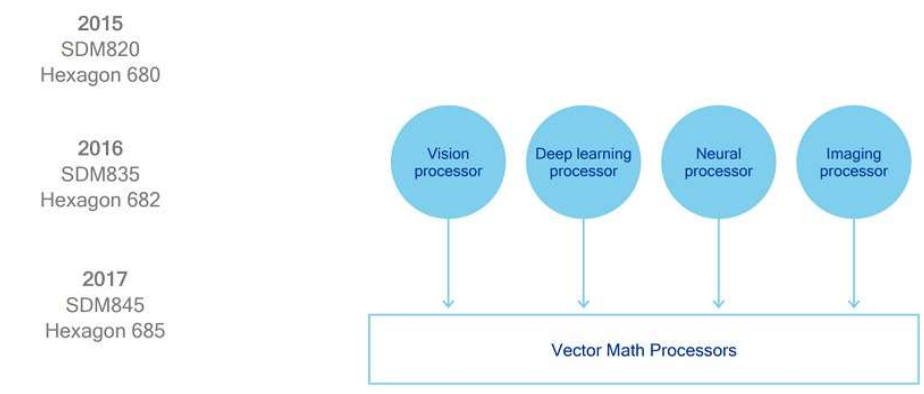 2015
SDM820
Hexagon 680
2016
SDM835
Hexagon 682
2017
SDM845
Hexagon 685
Vision
processor
Deep learning
processor
Neural
processor
Imaging
processor
Vector Math Processors